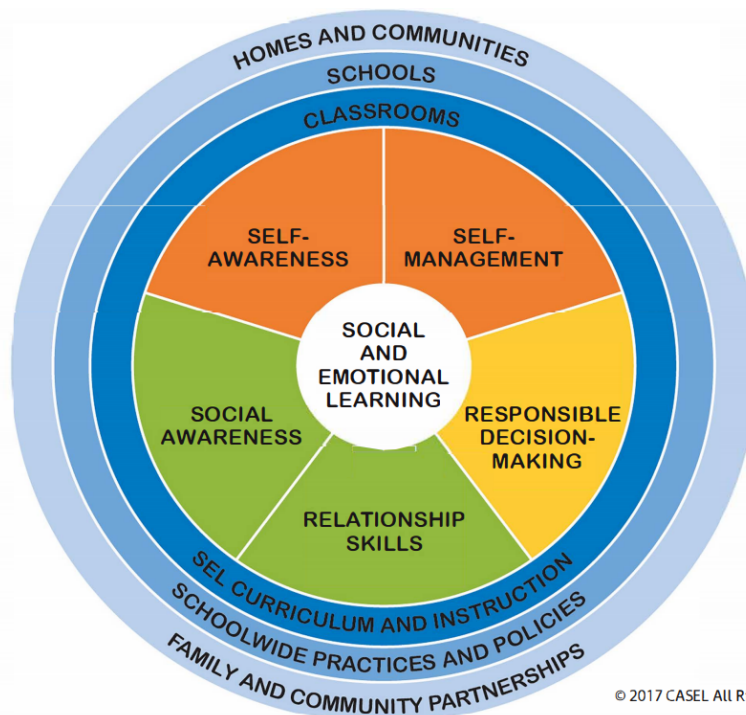 HOMES AND COMMUNITIES
SCHOOLS
CLASSROOMS
SELF-
AWARENESS
SELF-
MANAGEMENT
SOCIAL
AND
EMOTIONAL
LEARNING
SOCIAL
AWARENESS
RESPONSIBLE
DECISION-
MAKING
RELATIONSHIP
SKILLS
SEL CURRICULUM AND INSTRUCTION
SCHOOLWIDE PRACTICES AND POLICIES
FAMILY AND COMMUNITY PARTNERSHIPS
© 2017 CASEL All R